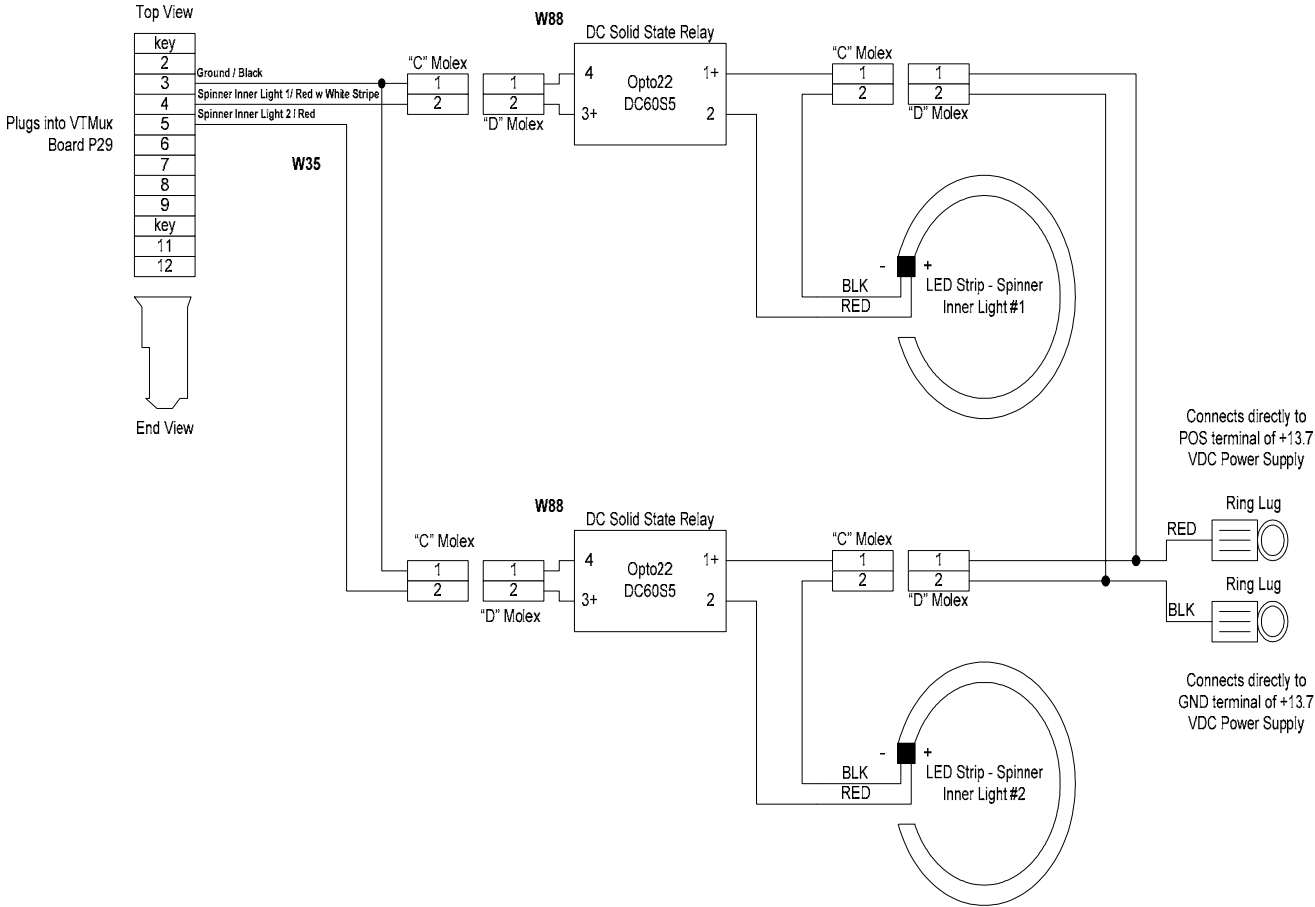 Top View
key
2
3
4
5
6
7
8
9
key
11
12
Plugs into VTMux
Board P29
End View
Ground / Black
Spinner Inner Light 1/ Red w White Stripe
Spinner Inner Light 2 / Red
W35
"C" Molex
1
2
1
2
"D" Molex
W88
DC Solid State Relay
4
3+
Opto22
DC60S5
1+
2
"C" Molex
1
2
1
2
"D" Molex
- +
BLK
RED
LED Strip - Spinner
Inner Light #1
"C" Molex
1
2
1
2
"D" Molex
W88
DC Solid State Relay
4
3+
Opto22
DC60S5
1+
2
"C" Molex
1
2
1
2
"D" Molex
- +
BLK
RED
LED Strip - Spinner
Inner Light #2
Connects directly to
POS terminal of +13.7
VDC Power Supply
Ring Lug
RED
Ring Lug
BLK
Connects directly to
GND terminal of +13.7
VDC Power Supply